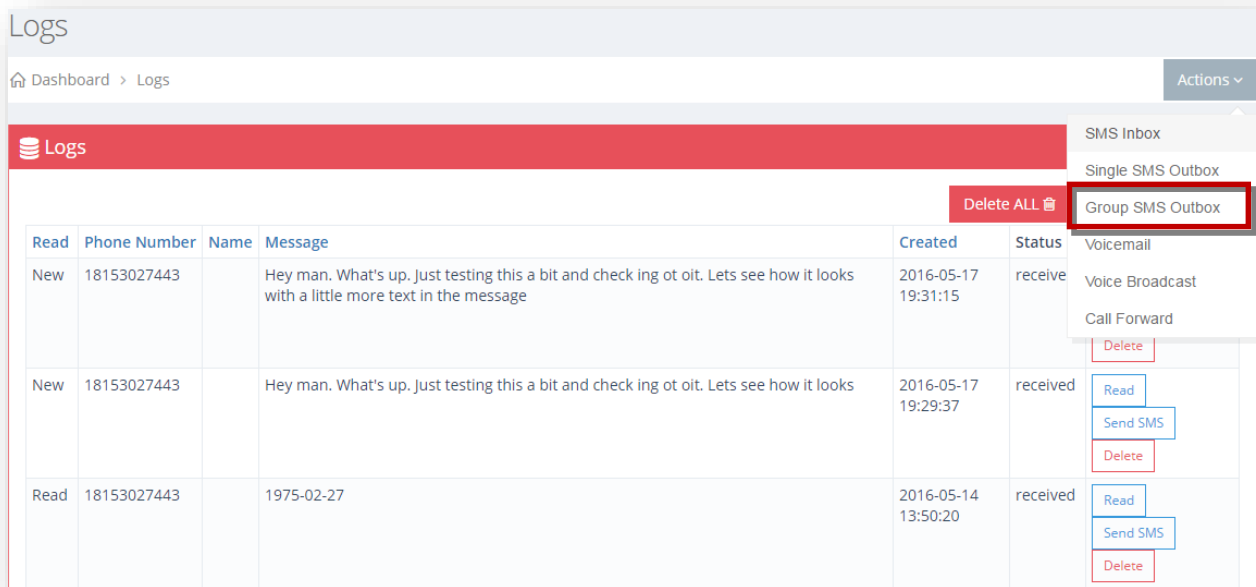 Logs
Dashboard > Logs
Actions
SMS Inbox
Single SMS Outbox
Group SMS Outbox
Voicemail
Voice Broadcast
Call Forward
Logs
Delete ALL
Read Phone Number Name Message Created Status
New 18153027443 Hey man. What's up. Just testing this a bit and check ing ot oit. Lets see how it looks 2016-05-17 received
with a little more text in the message 19:31:15
Delete
New 18153027443 Hey man. What's up. Just testing this a bit and check ing ot oit. Lets see how it looks 2016-05-17 received Read
19:29:37
Send SMS
Delete
Read 18153027443 1975-02-27 2016-05-14 received Read
13:50:20
Send SMS
Delete